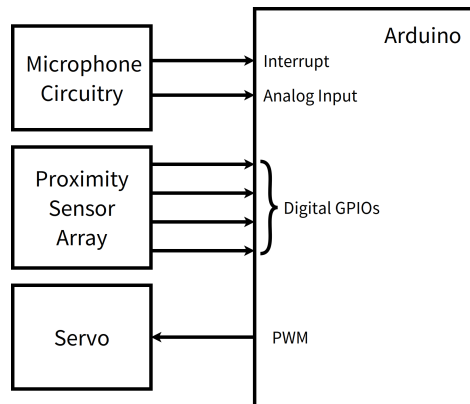 Arduino
Microphone
Circuitry
Interrupt
Analog Input
Proximity
Sensor
Array
Digital GPIOs
Servo
PWM